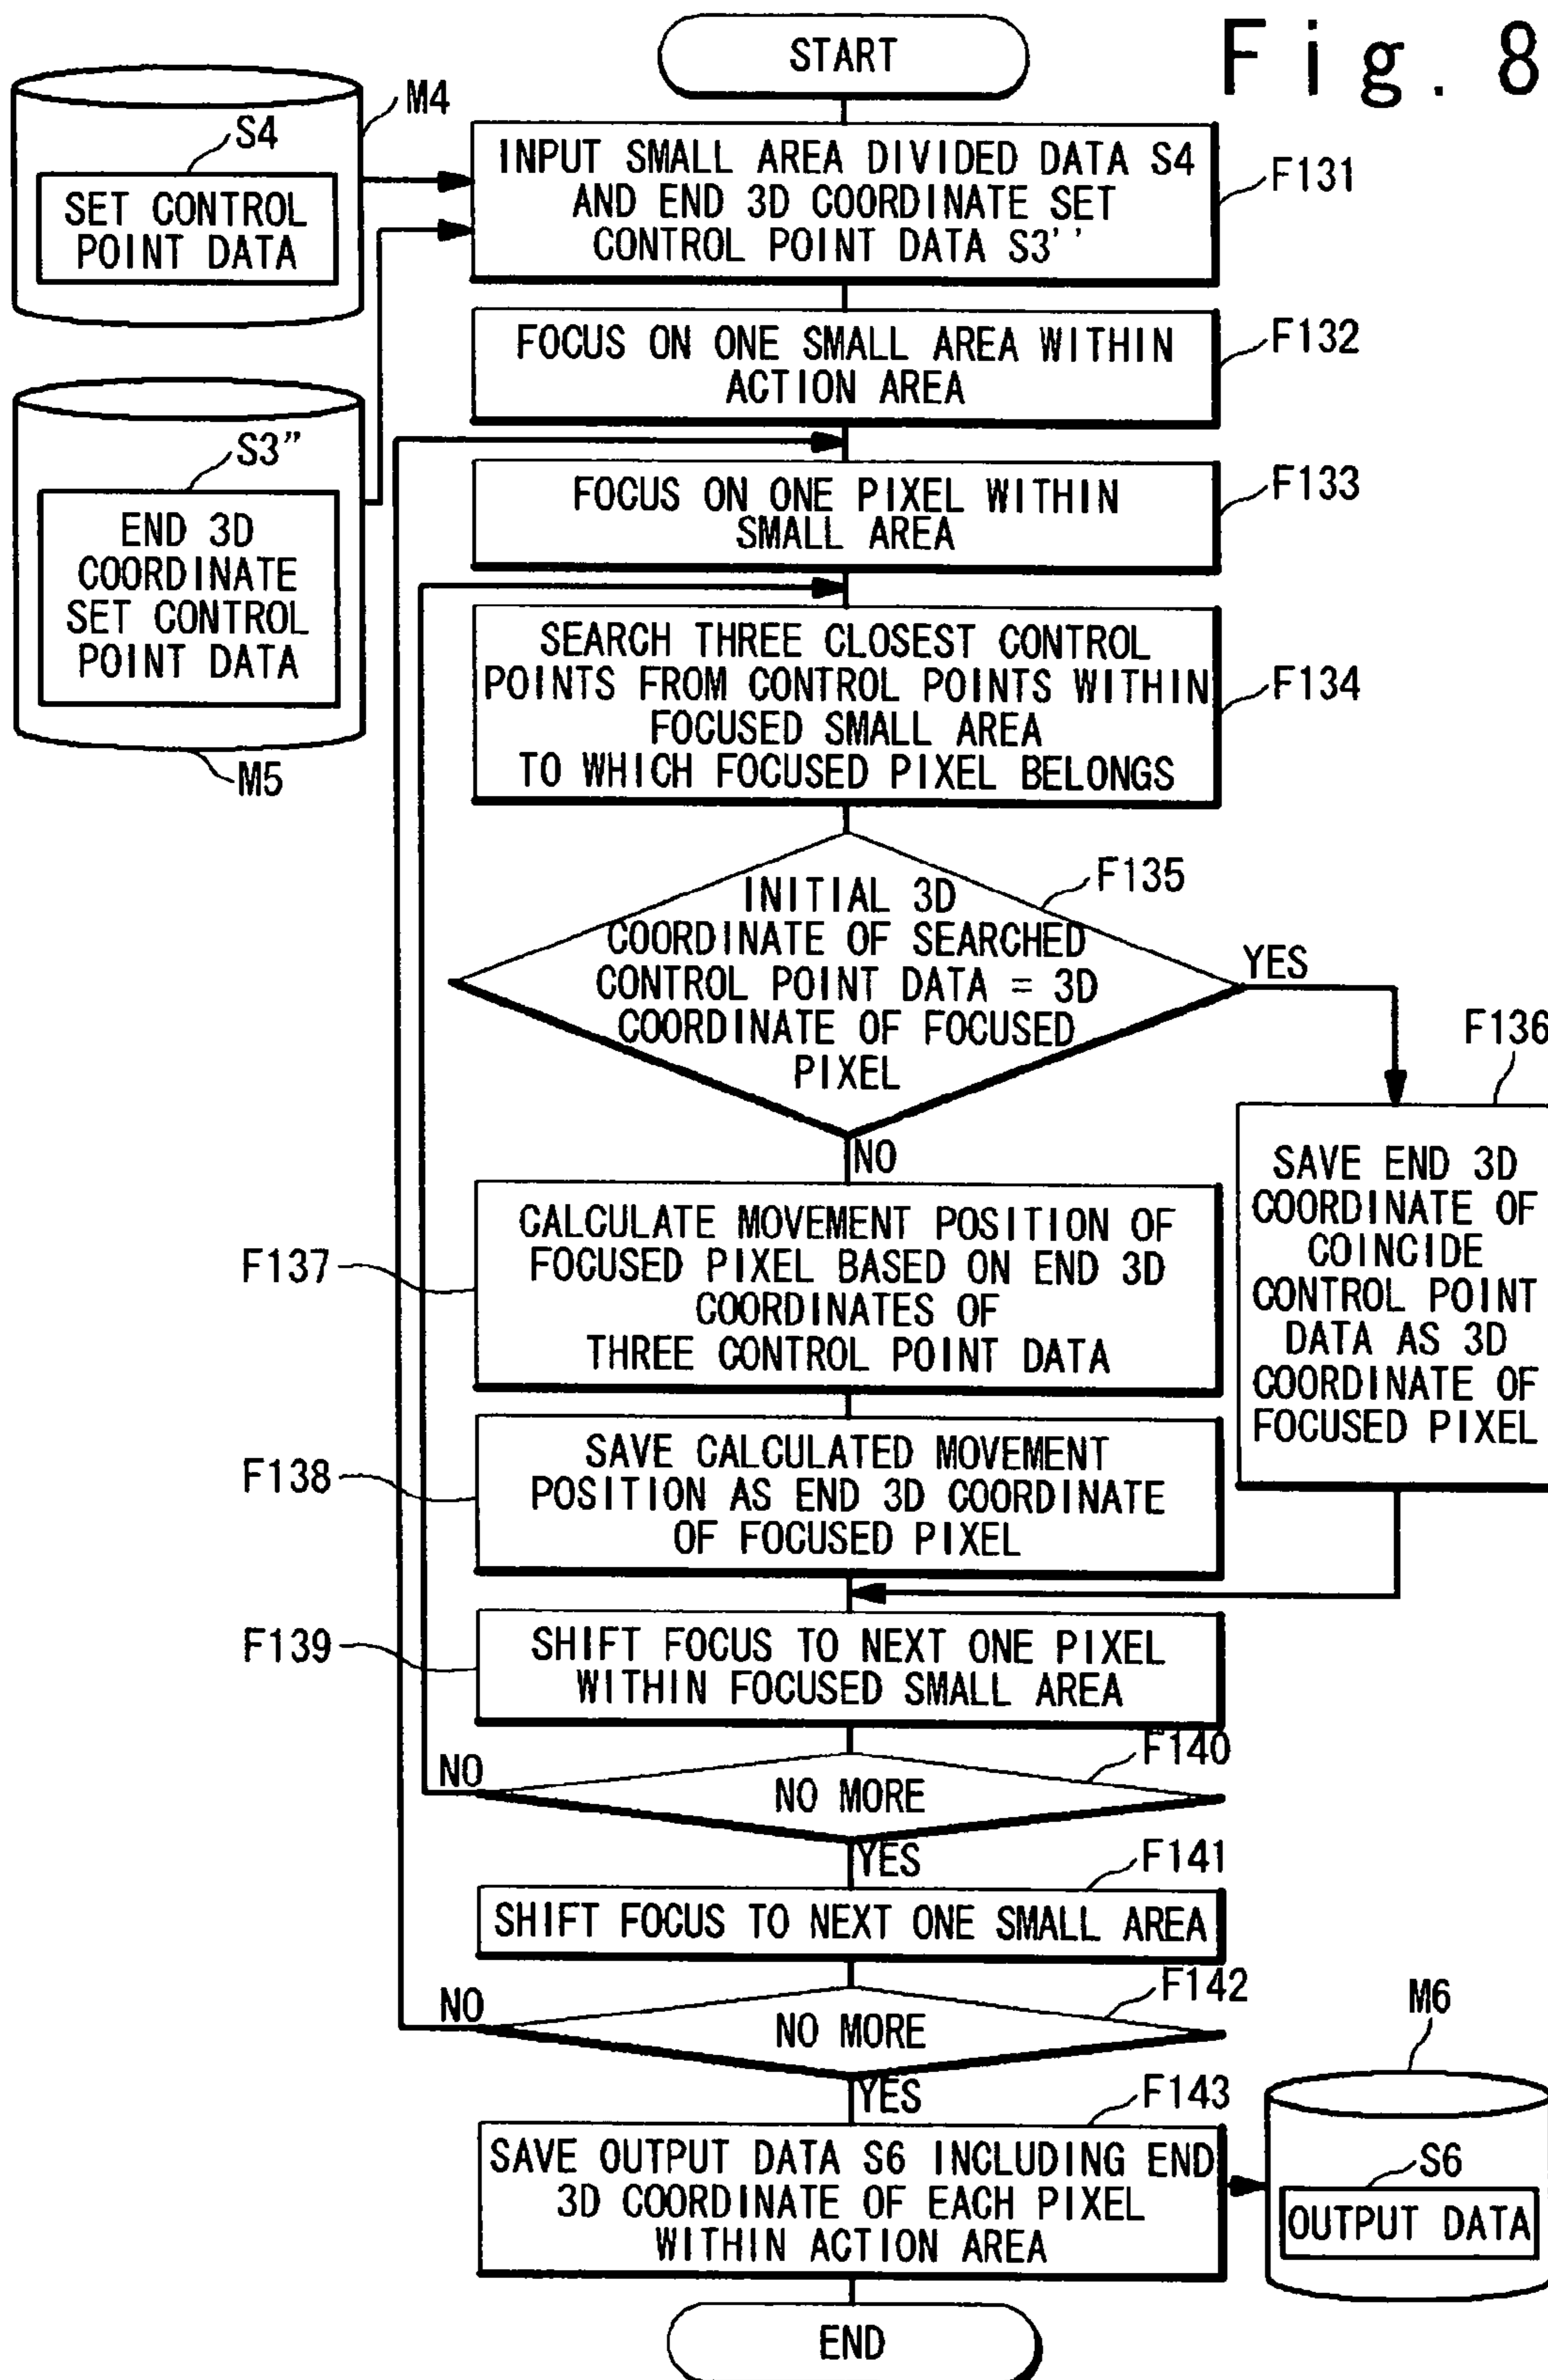 Fig. 8
START
M4
S4
SET CONTROL
POINT DATA
INPUT SMALL AREA DIVIDED DATA S4
AND END 3D COORDINATE SET
CONTROL POINT DATA S3''
F131
FOCUS ON ONE SMALL AREA WITHIN
ACTION AREA
F132
S3"
END 3D
COORDINATE
SET CONTROL
POINT DATA
M5
FOCUS ON ONE PIXEL WITHIN
SMALL AREA
F133
SEARCH THREE CLOSEST CONTROL
POINTS FROM CONTROL POINTS WITHIN
FOCUSED SMALL AREA
TO WHICH FOCUSED PIXEL BELONGS
F134
INITIAL 3D
COORDINATE OF SEARCHED
CONTROL POINT DATA = 3D
COORDINATE OF FOCUSED
PIXEL
F135
YES
NO
F136
SAVE END 3D
COORDINATE OF
COINCIDE
CONTROL POINT
DATA AS 3D
COORDINATE OF
FOCUSED PIXEL
F137
CALCULATE MOVEMENT POSITION OF
FOCUSED PIXEL BASED ON END 3D
COORDINATES OF
THREE CONTROL POINT DATA
F138
SAVE CALCULATED MOVEMENT
POSITION AS END 3D COORDINATE
OF FOCUSED PIXEL
F139
SHIFT FOCUS TO NEXT ONE PIXEL
WITHIN FOCUSED SMALL AREA
F140
NO
NO MORE
YES
F141
SHIFT FOCUS TO NEXT ONE SMALL AREA
F142
NO
NO MORE
YES
F143
SAVE OUTPUT DATA S6 INCLUDING END
3D COORDINATE OF EACH PIXEL
WITHIN ACTION AREA
M6
S6
OUTPUT DATA
END